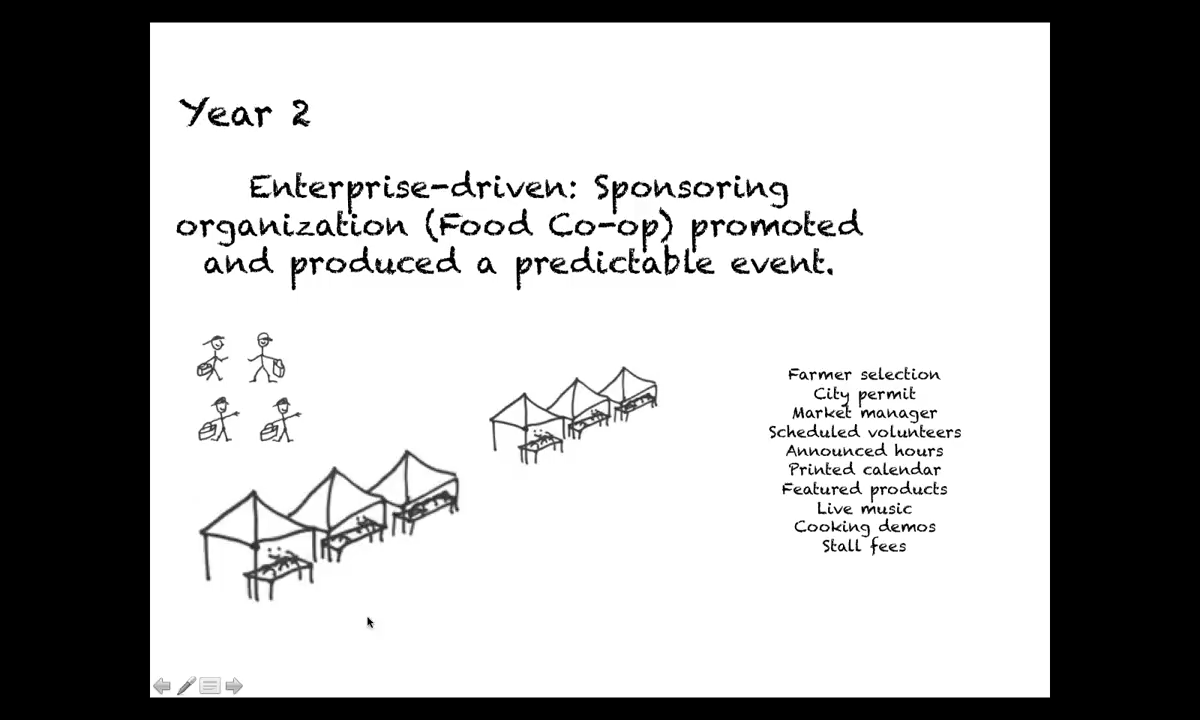 Year 2
Enterprise-driven: Sponsoring
organization (Food Co-op) promoted
and produced a predictable event.
Farmer selection
City permit
Market manager
Scheduled volunteers
Announced hours
Printed calendar
Featured products
Live music
Cooking demos
Stall fees